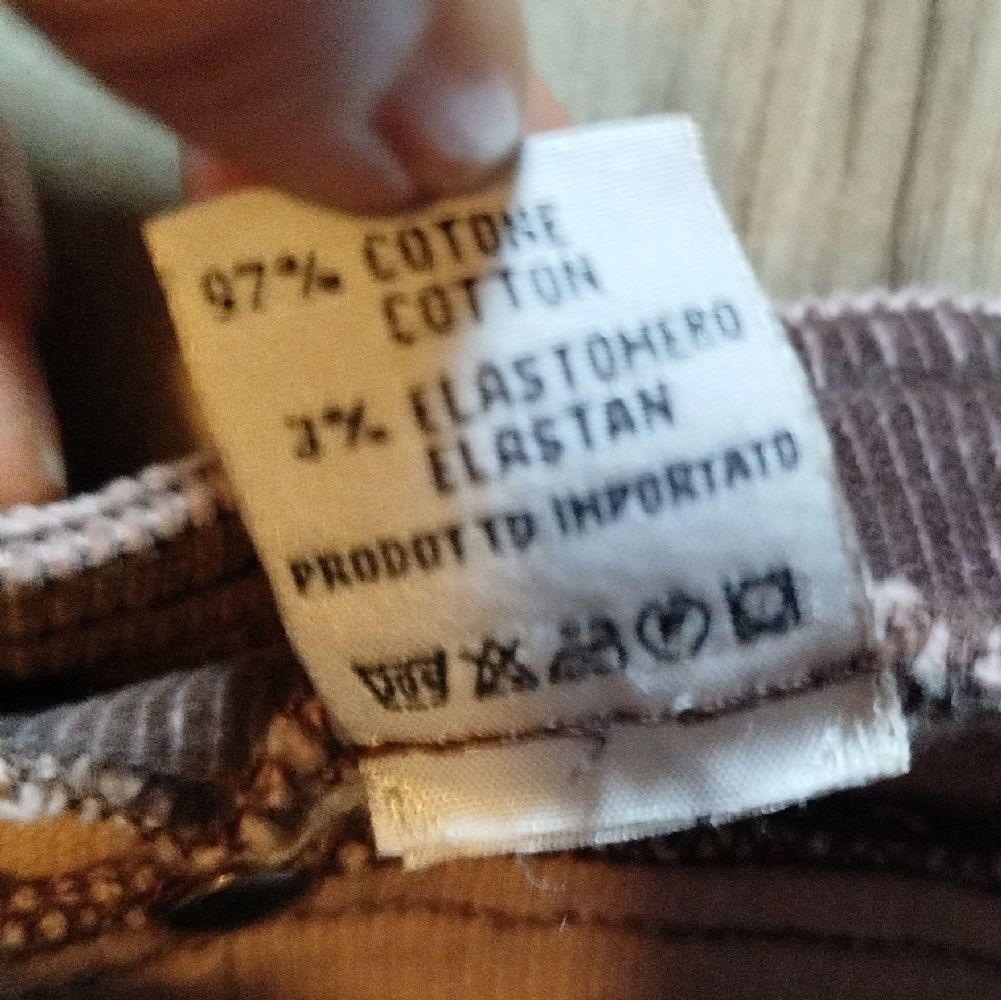 97% COTONE
COTTON
3% ELASTOMERO
ELASTAN
PRODOTTO IMPORTATO